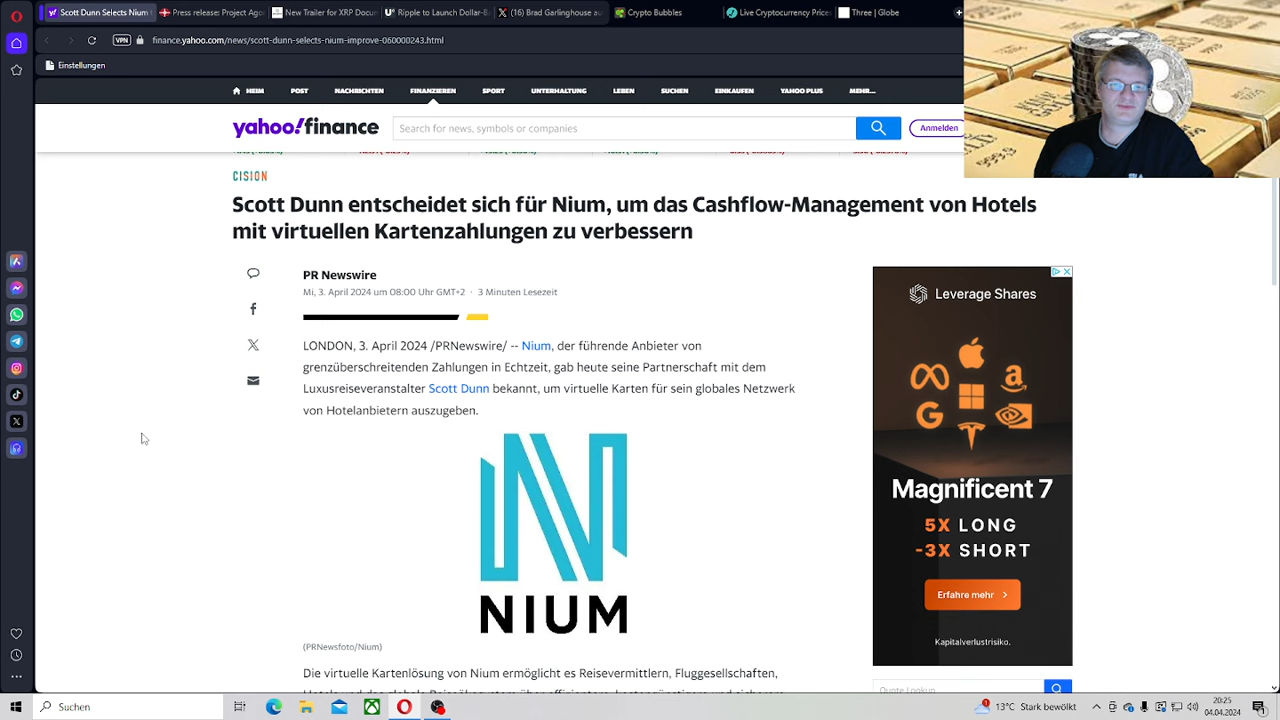 Scott Dunn Selects Nium
Press release: Project Age
New Trailer for XRP Docum
Ripple to Launch Dollar-B
(16) Brad Garlinghouse au
Crypto Bubbles
Live Cryptocurrency Prices
Three | Globe
VPN
finance.yahoo.com/news/scott-dunn-selects-nium-improve-060000243.html
Einstellungen
HEIM POST NACHRICHTEN FINANZIEREN SPORT UNTERHALTUNG LEBEN SUCHEN EINKAUFEN YAHOO PLUS MEHR...
yahoo!finance
Search for news, symbols or companies
Anmelden
CISION
Scott Dunn entscheidet sich für Nium, um das Cashflow-Management von Hotels
mit virtuellen Kartenzahlungen zu verbessern
PR Newswire
Mi, 3. April 2024 um 08:00 Uhr GMT+2 · 3 Minuten Lesezeit
LONDON, 3. April 2024 /PRNewswire/ -- Nium, der führende Anbieter von
grenzüberschreitenden Zahlungen in Echtzeit, gab heute seine Partnerschaft mit dem
Luxusreiseveranstalter Scott Dunn bekannt, um virtuelle Karten für sein globales Netzwerk
von Hotelanbietern auszugeben.
NIUM
(PRNewsfoto/Nium)
Die virtuelle Kartenlösung von Nium ermöglicht es Reisevermittlern, Fluggesellschaften,
Leverage Shares
Magnificent 7
5X LONG
-3X SHORT
Erfahre mehr
Kapitalverlustrisiko.
Quote Lookup
Suchen
13°C Stark bewölkt
20:25
04.04.2024